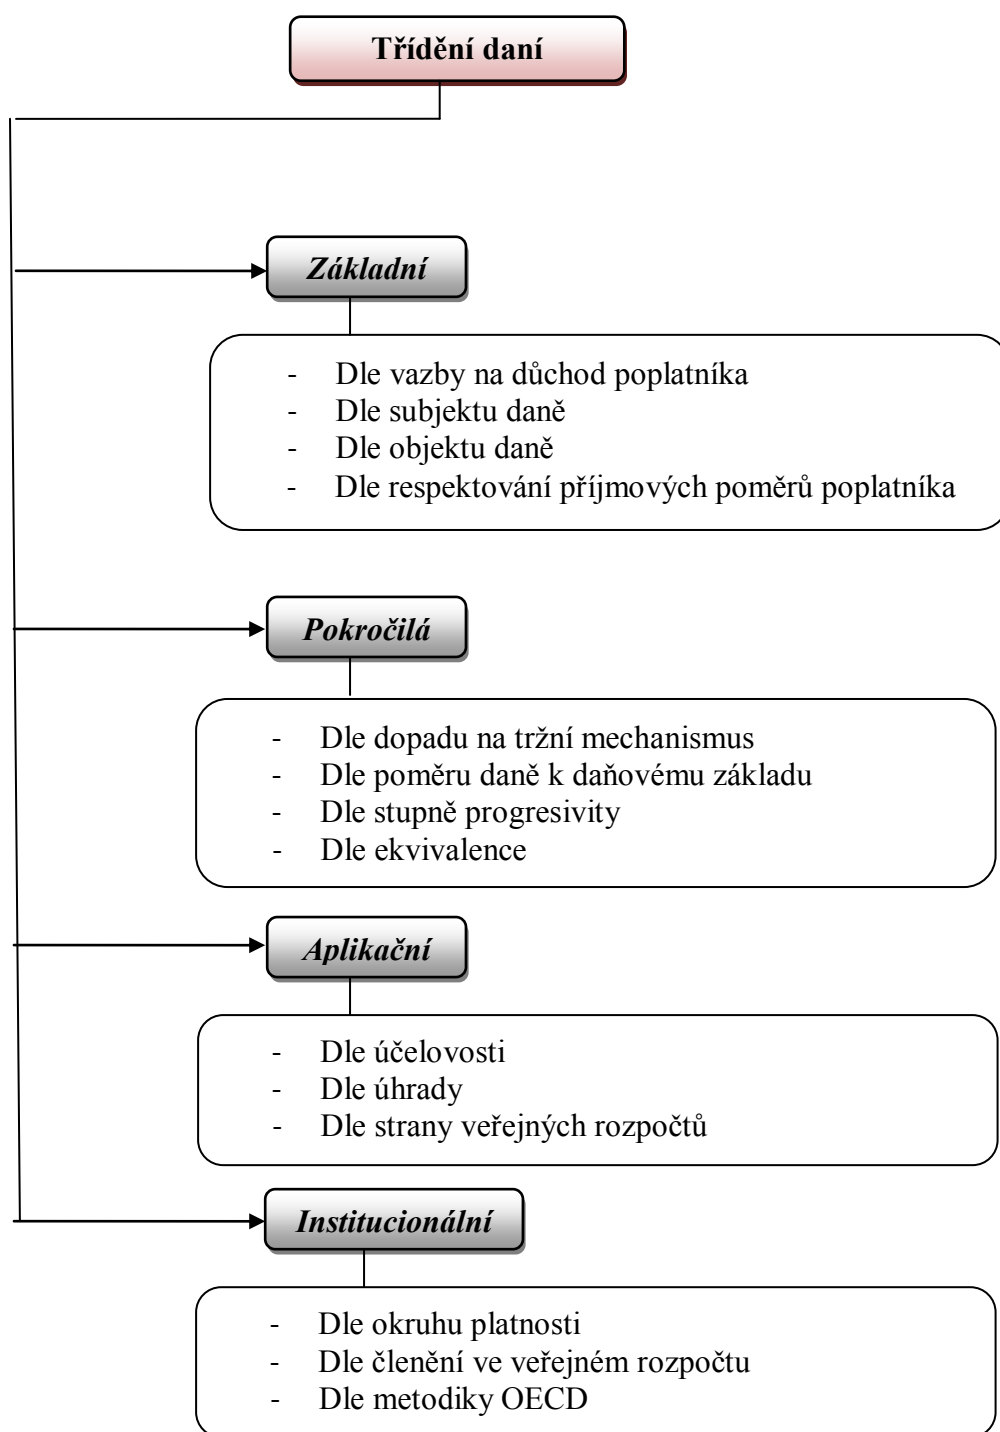 Třídění daní
Základní
- Dle vazby na důchod poplatníka
- Dle subjektu daně
- Dle objektu daně
- Dle respektování příjmových poměrů poplatníka
Pokročilá
- Dle dopadu na tržní mechanismus
- Dle poměru daně k daňovému základu
- Dle stupně progresivity
- Dle ekvivalence
Aplikační
- Dle účelovosti
- Dle úhrady
- Dle strany veřejných rozpočtů
Institucionální
- Dle okruhu platnosti
- Dle členění ve veřejném rozpočtu
- Dle metodiky OECD